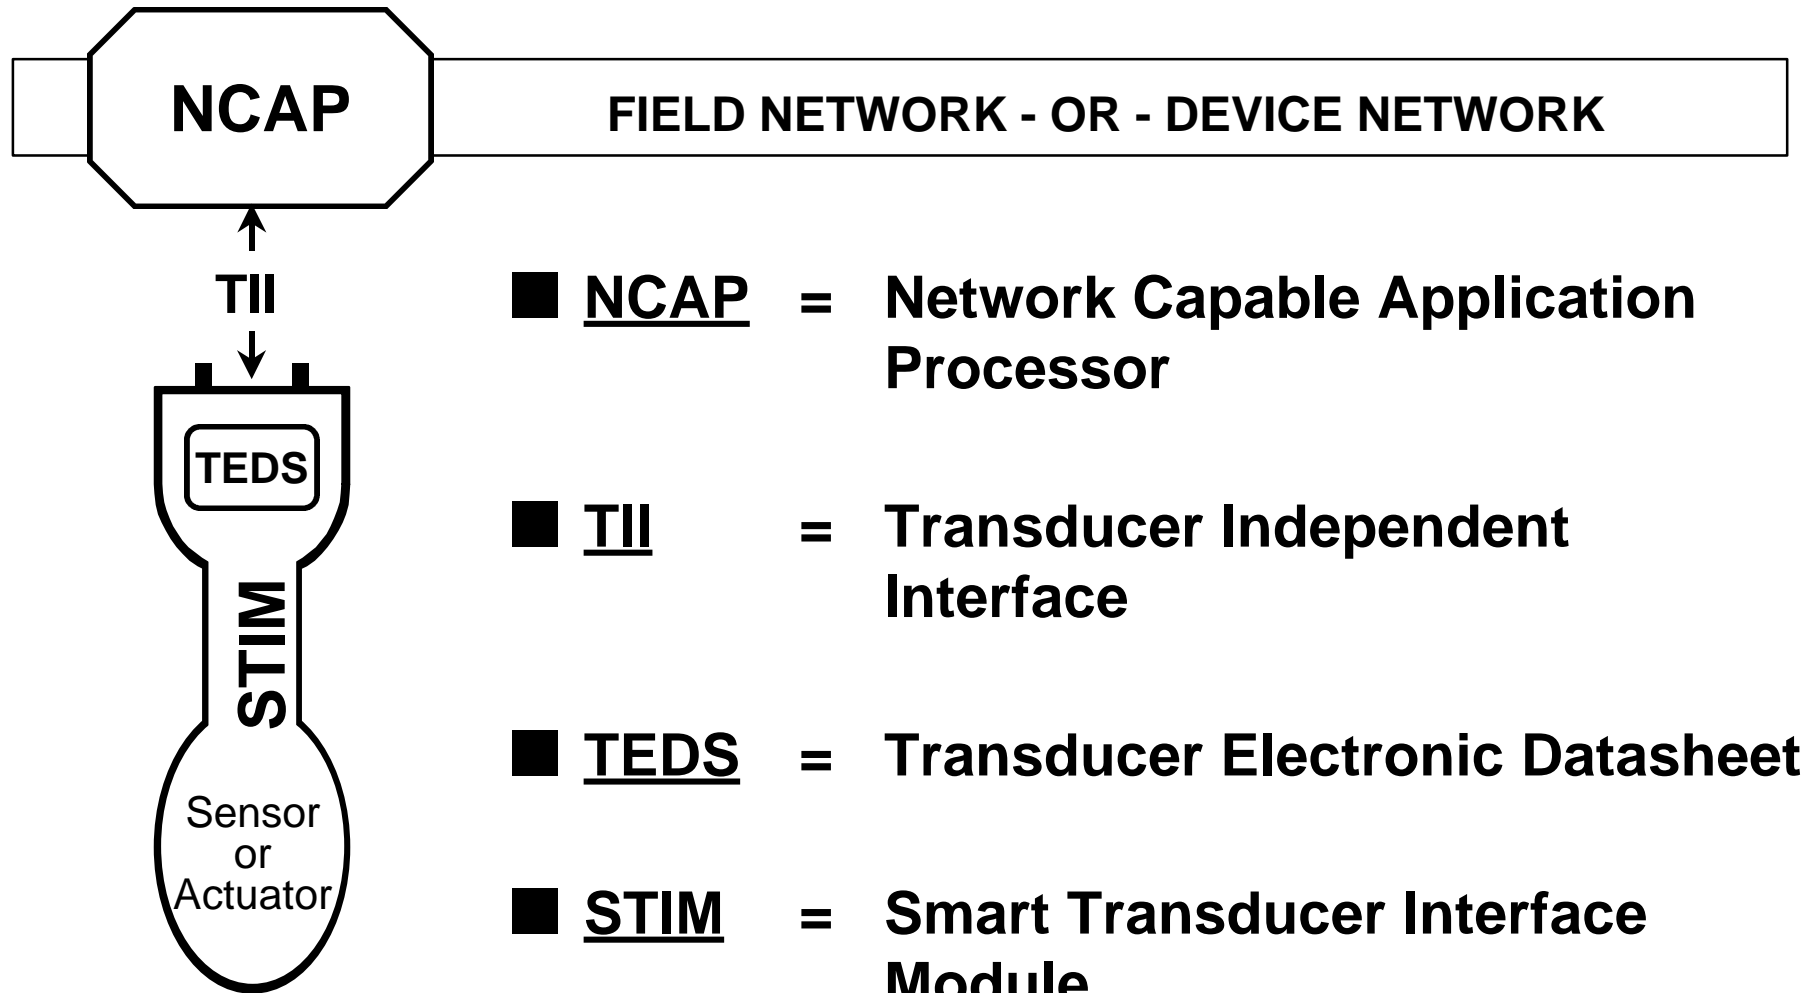 NCAP
FIELD NETWORK - OR - DEVICE NETWORK
TII
TEDS
STIM
Sensor
or
Actuator
NCAP = Network Capable Application
Processor
TII = Transducer Independent
Interface
TEDS = Transducer Electronic Datasheet
STIM = Smart Transducer Interface
Module